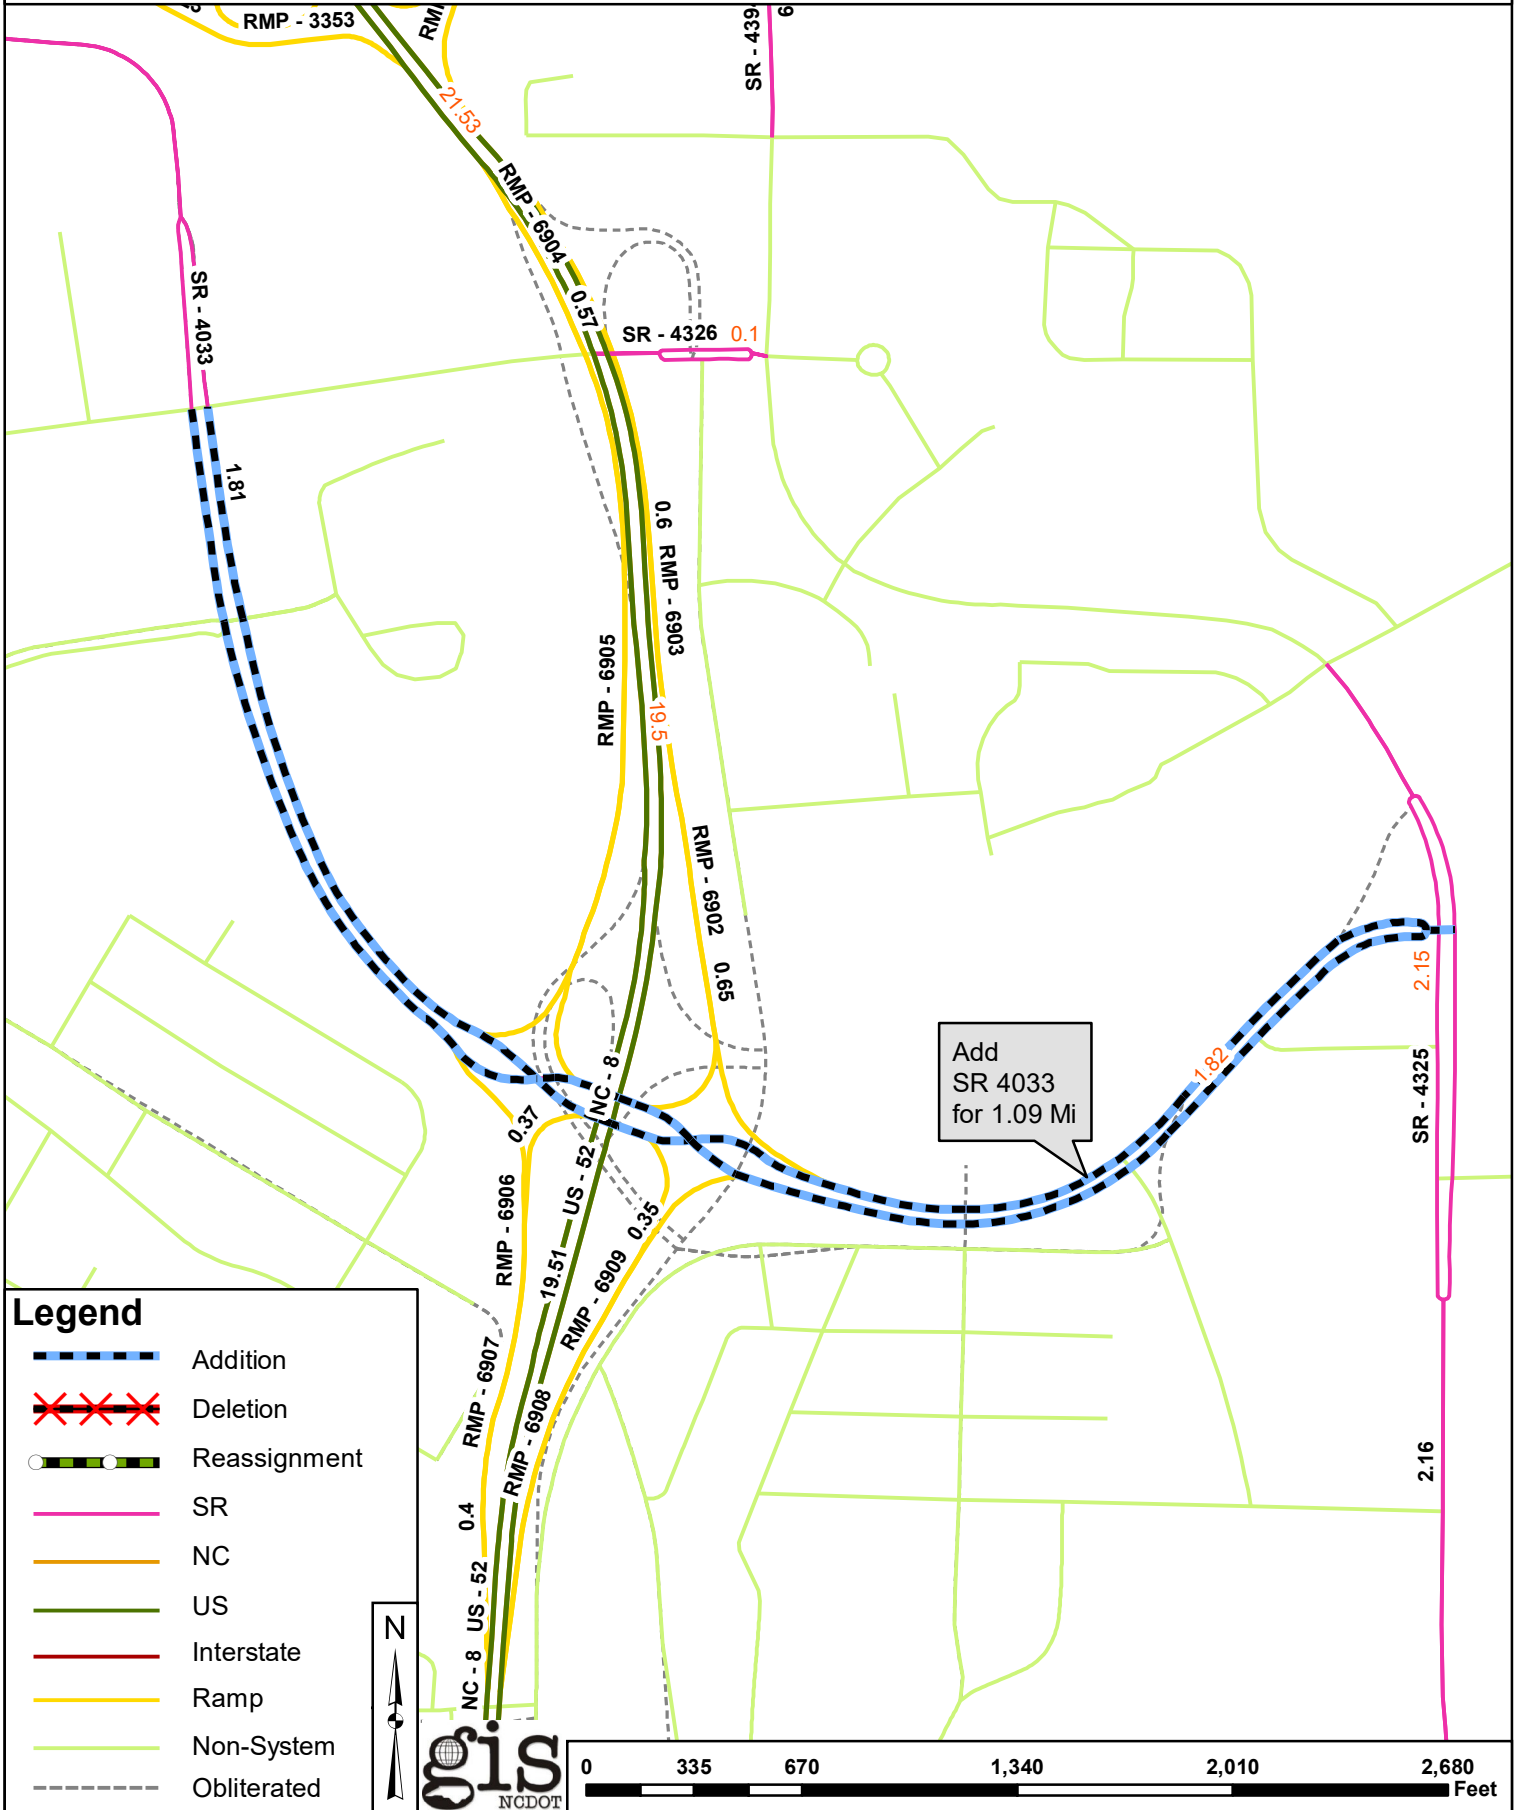 RMP - 3353
SR - 439
6
21.53
RMP - 6904
0.57
SR - 4326 0.1
SR - 4033
1.81
0.6 RMP - 6903
RMP - 6905
19.5
RMP - 6902 0.65
NC - 8
0.37
US - 52
19.51
RMP - 6906
0.35
RMP - 6909
RMP - 6907
RMP - 6908
0.4
NC - 8 US - 52
Add
SR 4033
for 1.09 Mi
1.82
2.15
SR - 4325
2.16
Legend
Addition
Deletion
Reassignment
SR
NC
US
Interstate
Ramp
Non-System
Obliterated
N
gis
NCDOT
0 335 670 1,340 2,010 2,680
Feet